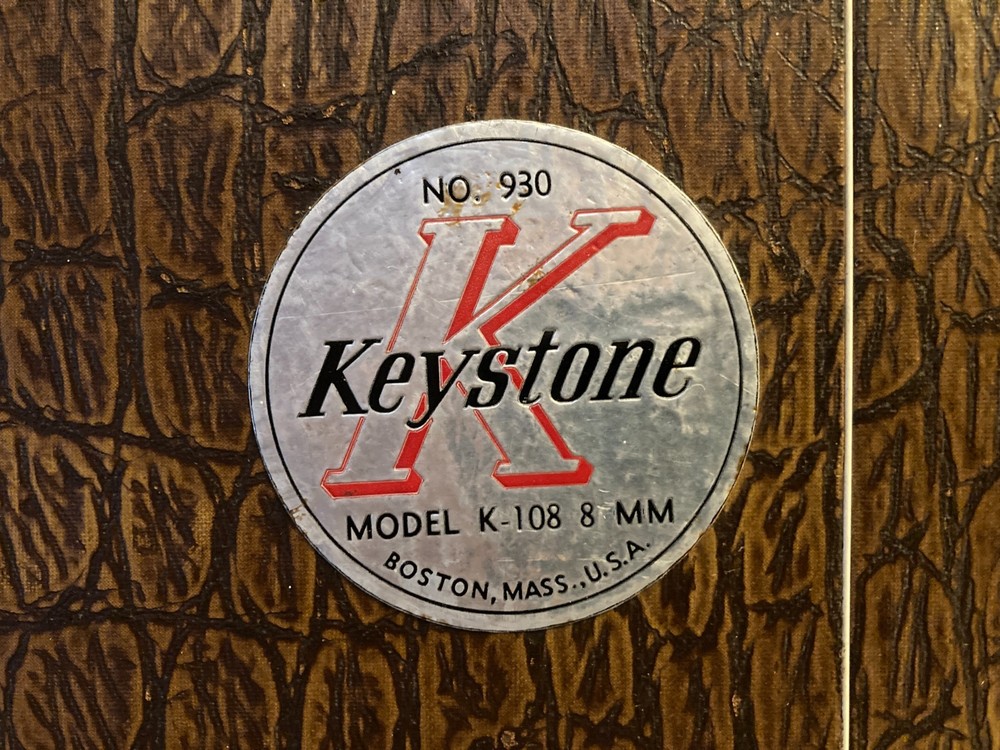 NO. 930
K
Keystone
MODEL K-108 8 MM
BOSTON, MASS., U.S.A.